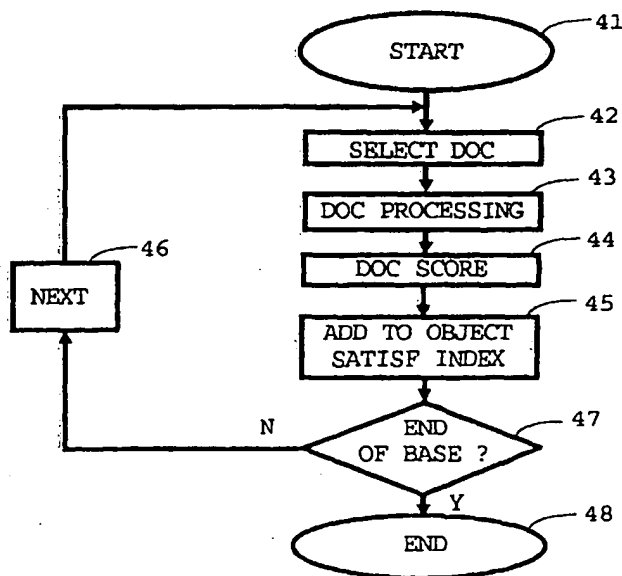 START
41
42
SELECT DOC
43
DOC PROCESSING
44
DOC SCORE
45
ADD TO OBJECT
SATISF INDEX
46
NEXT
47
END
OF BASE ?
N
Y
48
END